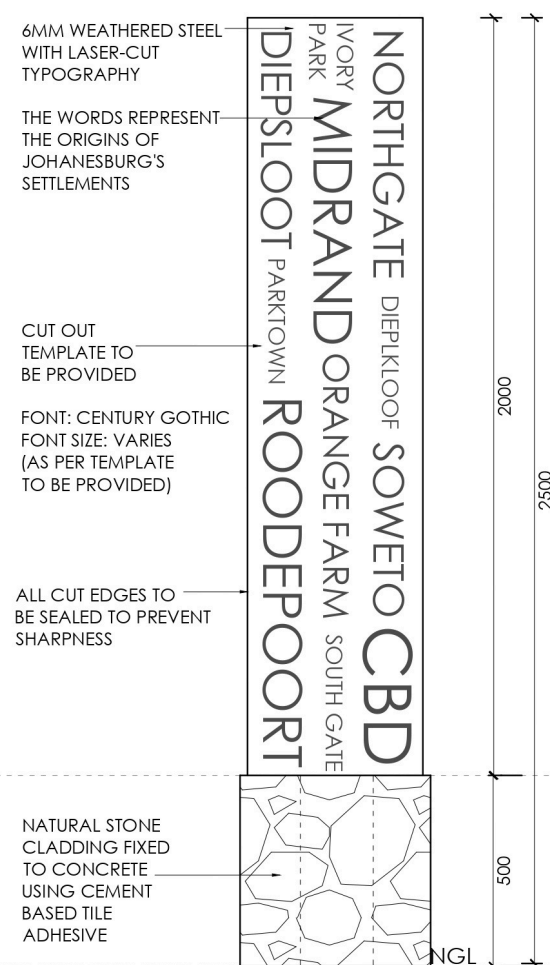 6MM WEATHERED STEEL
WITH LASER-CUT
TYPOGRAPHY
THE WORDS REPRESENT
THE ORIGINS OF
JOHANESBURG'S
SETTLEMENTS
CUT OUT
TEMPLATE TO
BE PROVIDED
FONT: CENTURY GOTHIC
FONT SIZE: VARIES
(AS PER TEMPLATE
TO BE PROVIDED)
ALL CUT EDGES TO
BE SEALED TO PREVENT
SHARPNESS
NATURAL STONE
CLADDING FIXED
TO CONCRETE
USING CEMENT
BASED TILE
ADHESIVE
NORTHGATE
DIEPLKLOOF
SOWETO
CBD
IVORY
PARK
MIDRAND
ORANGE FARM
SOUTH GATE
DIEPSLOOT
PARKTOWN
ROODEPOORT
2000
2500
500
NGL